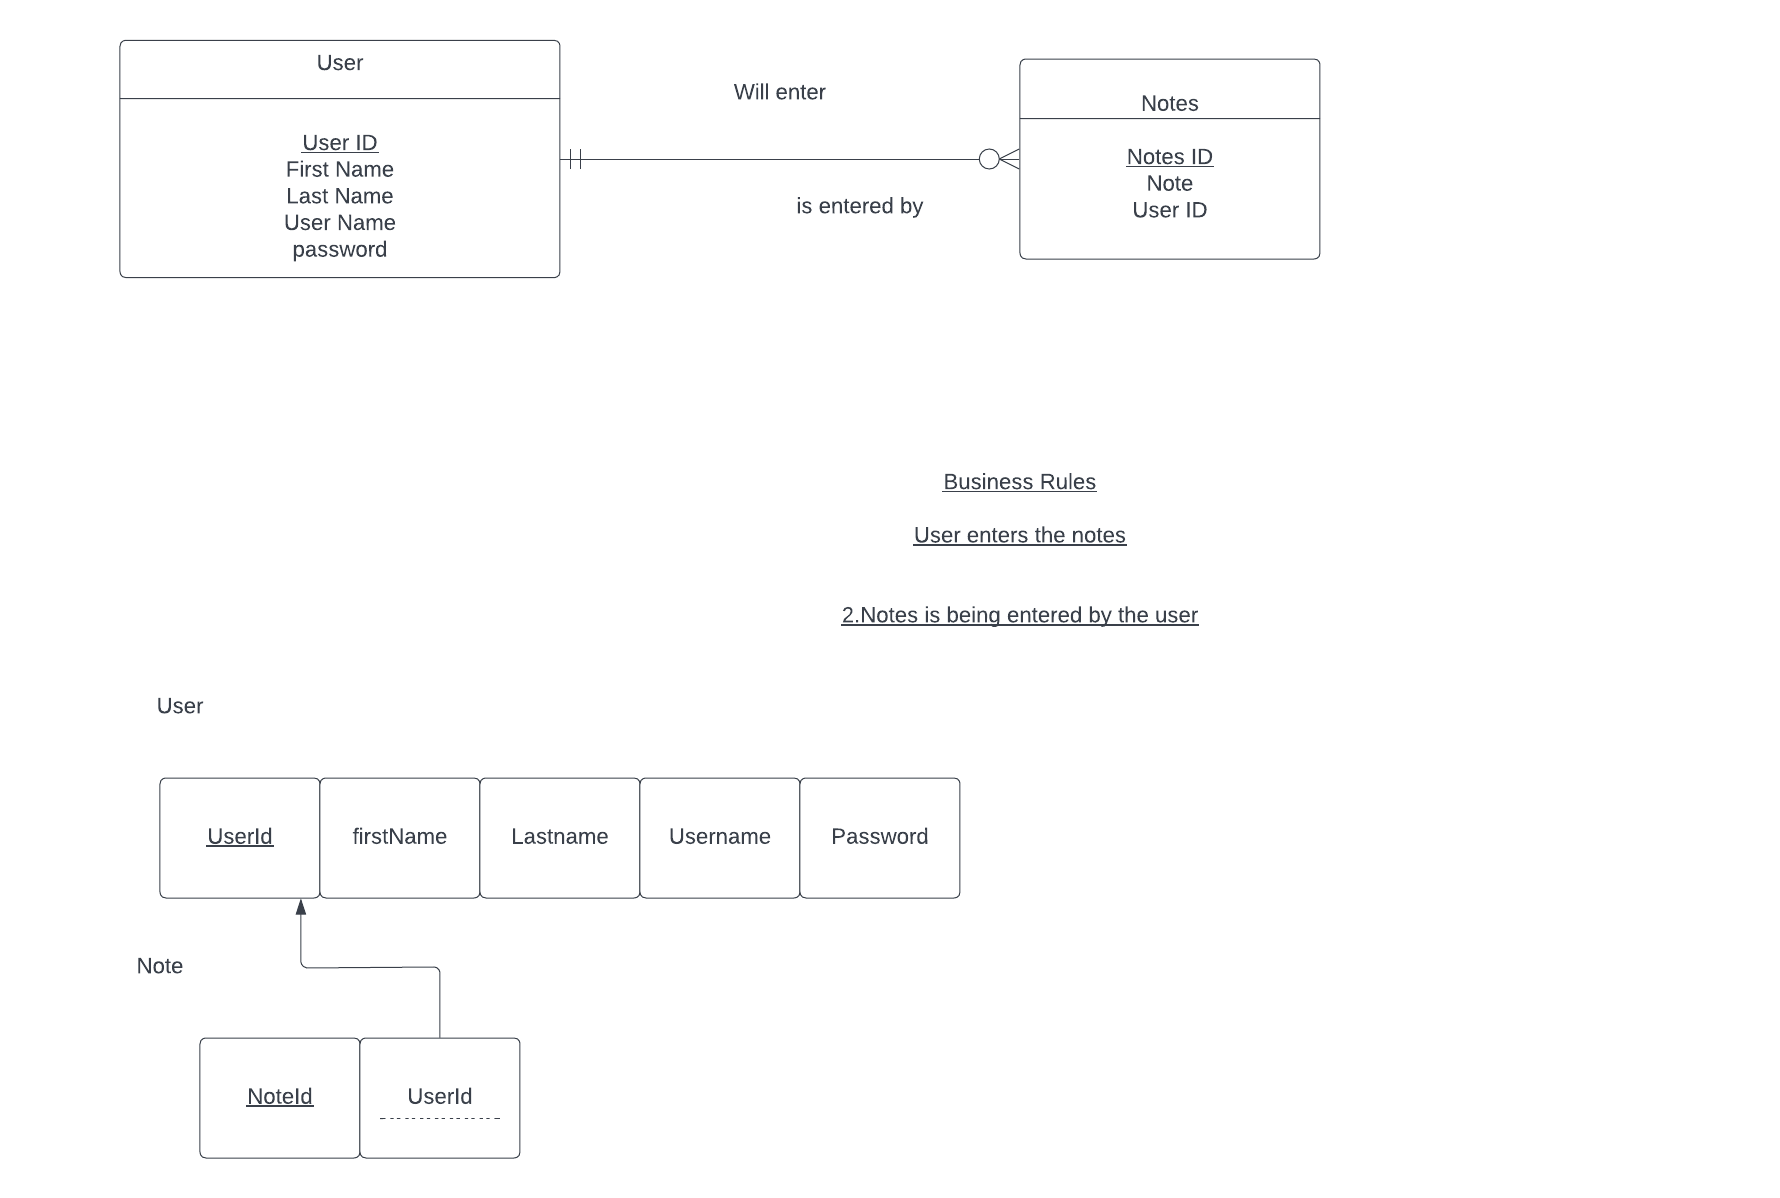 User
User ID
First Name
Last Name
User Name
password
Will enter
is entered by
Notes
Notes ID
Note
User ID
Business Rules
User enters the notes
2.Notes is being entered by the user
User
UserId
firstName
Lastname
Username
Password
Note
NoteId
UserId